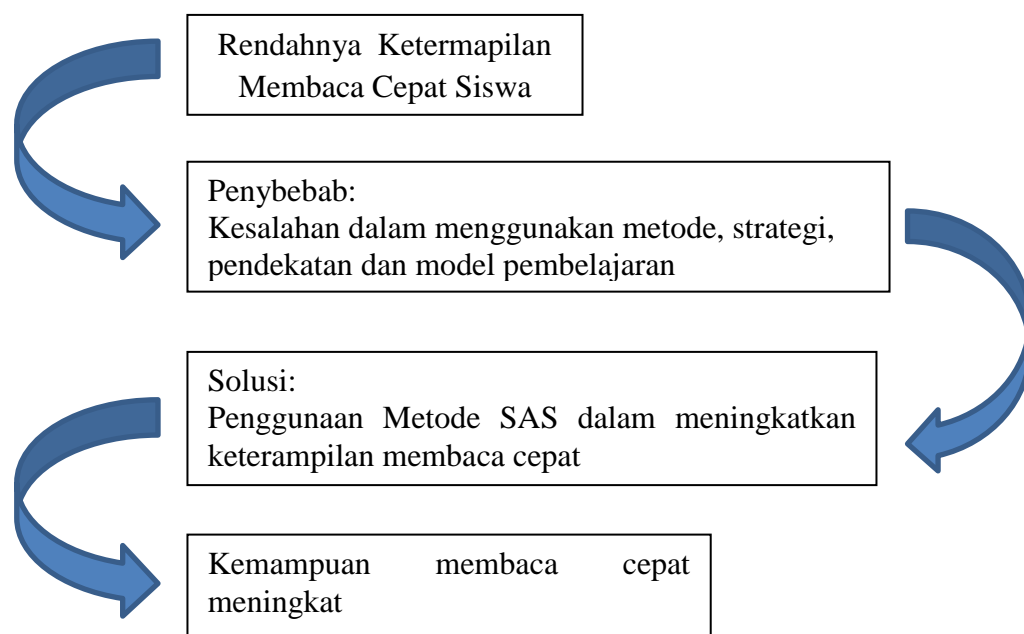 Rendahnya Ketermapilan
Membaca Cepat Siswa
Penybebab:
Kesalahan dalam menggunakan metode, strategi,
pendekatan dan model pembelajaran
Solusi:
Penggunaan Metode SAS dalam meningkatkan
keterampilan membaca cepat
Kemampuan membaca cepat
meningkat